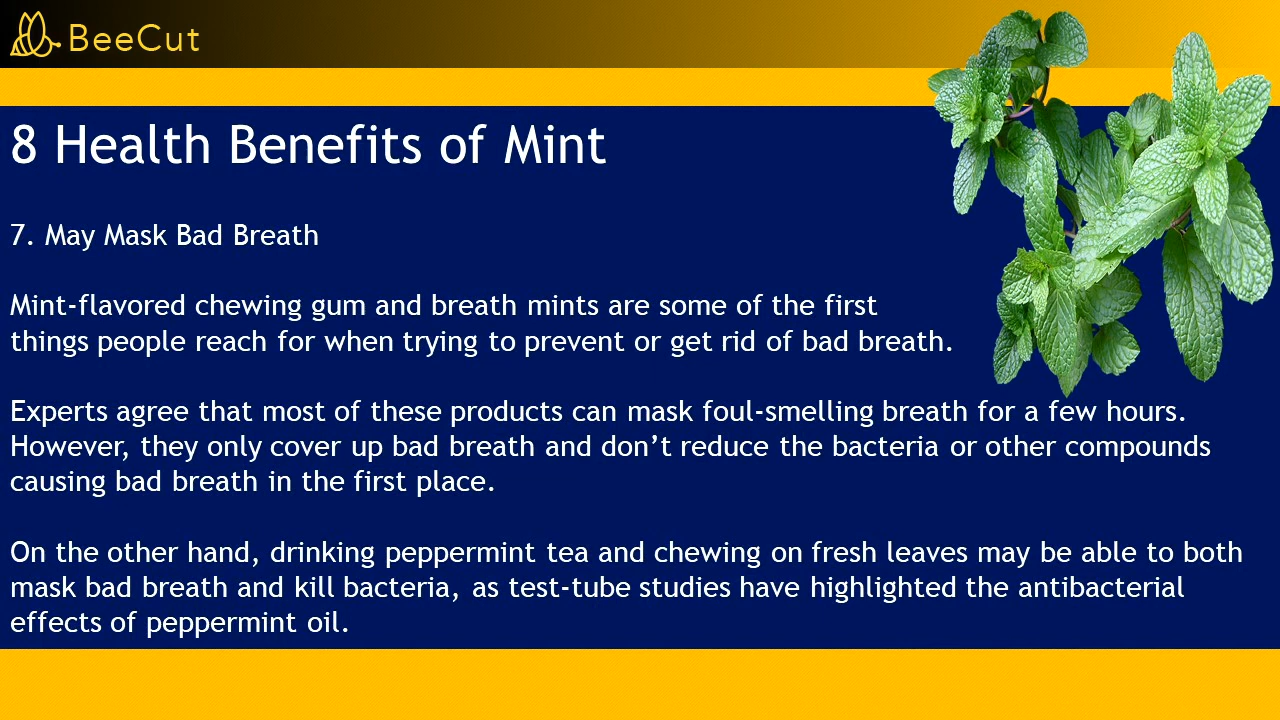 BeeCut
8 Health Benefits of Mint
7. May Mask Bad Breath
Mint-flavored chewing gum and breath mints are some of the first
things people reach for when trying to prevent or get rid of bad breath.
Experts agree that most of these products can mask foul-smelling breath for a few hours.
However, they only cover up bad breath and don’t reduce the bacteria or other compounds
causing bad breath in the first place.
On the other hand, drinking peppermint tea and chewing on fresh leaves may be able to both
mask bad breath and kill bacteria, as test-tube studies have highlighted the antibacterial
effects of peppermint oil.